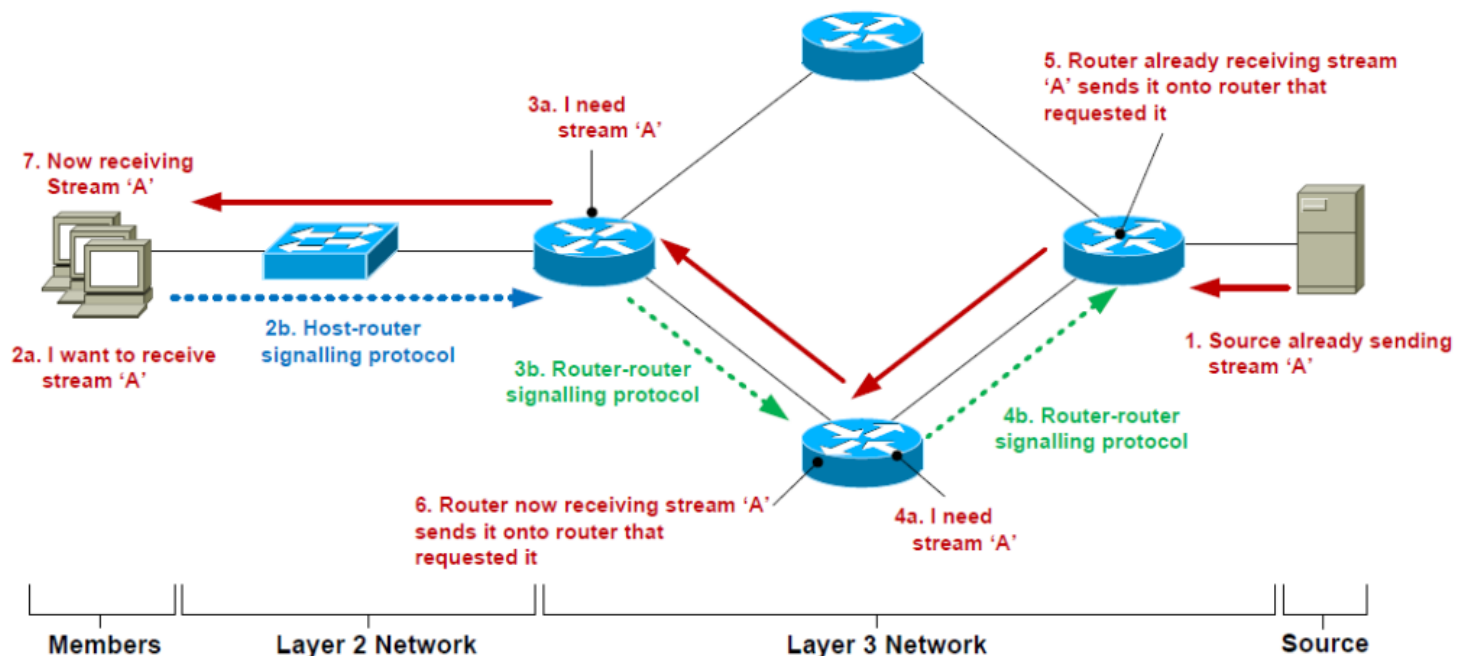 5. Router already receiving stream
‘A’ sends it onto router that
requested it
3a. I need
stream ‘A’
7. Now receiving
Stream ‘A’
2a. I want to receive
stream ‘A’
2b. Host-router
signalling protocol
3b. Router-router
signalling protocol
4b. Router-router
signalling protocol
1. Source already sending
stream ‘A’
6. Router now receiving stream ‘A’
sends it onto router that
requested it
4a. I need
stream ‘A’
Members
Layer 2 Network
Layer 3 Network
Source